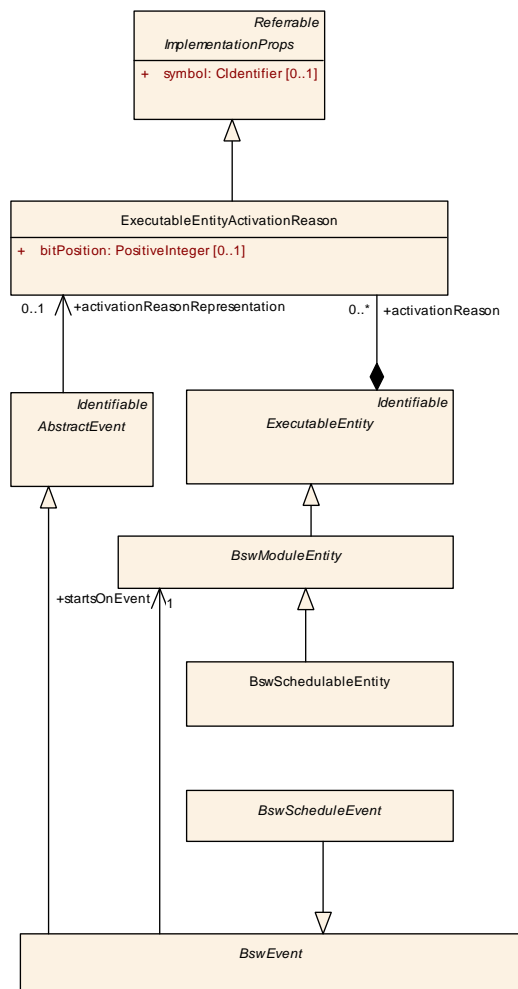 Referrable
ImplementationProps
+ symbol: CIdentifier [0..1]
ExecutableEntityActivationReason
+ bitPosition: PositiveInteger [0..1]
0..1 +activationReasonRepresentation 0..* +activationReason
Identifiable
AbstractEvent
Identifiable
ExecutableEntity
BswModuleEntity
+startsOnEvent 1
BswSchedulableEntity
BswScheduleEvent
BswEvent